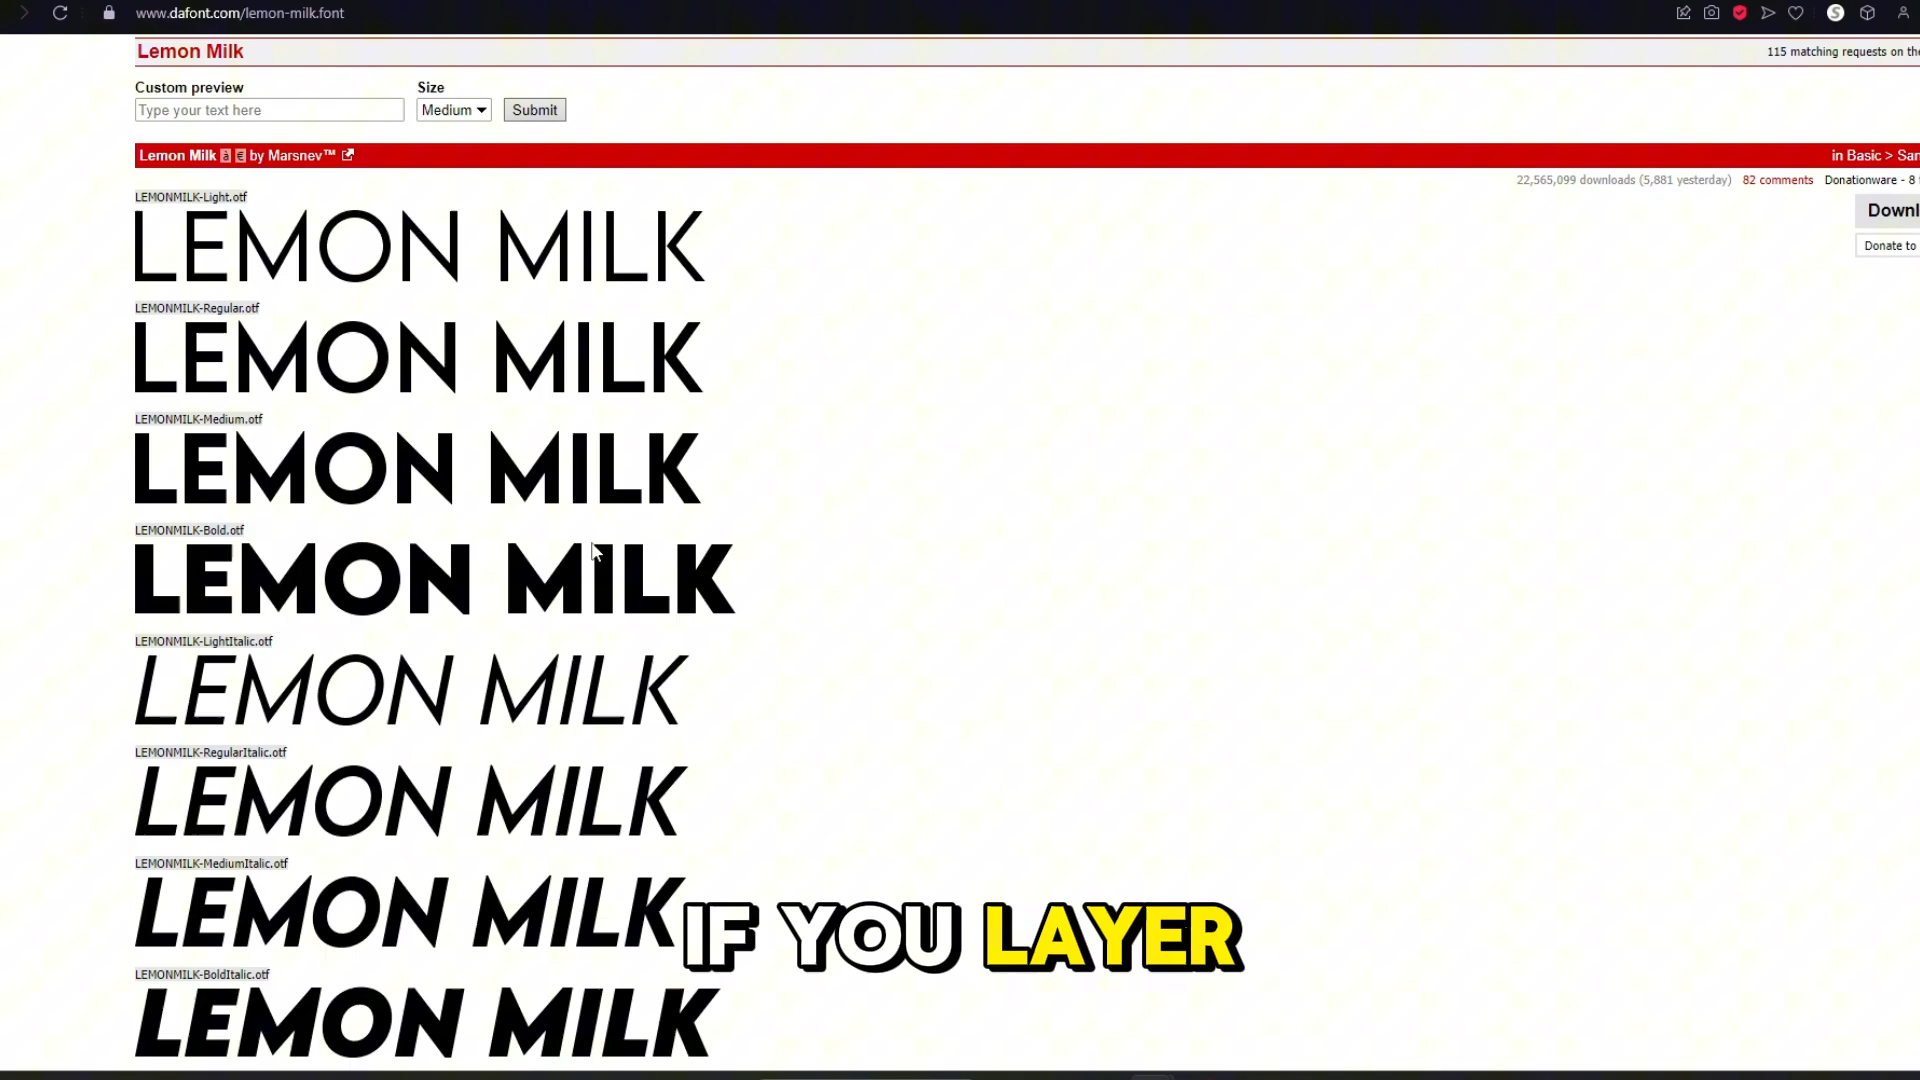 www.dafont.com/lemon-milk.font
Lemon Milk
115 matching requests on the
Custom preview
Size
Type your text here
Medium
Submit
Lemon Milk à € by Marsnev™
in Basic > San
22,565,099 downloads (5,881 yesterday)
82 comments
Donationware - 8
Downl
Donate to
LEMONMILK-Light.otf
LEMON MILK
LEMONMILK-Regular.otf
LEMON MILK
LEMONMILK-Medium.otf
LEMON MILK
LEMONMILK-Bold.otf
LEMON MILK
LEMONMILK-LightItalic.otf
LEMON MILK
LEMONMILK-RegularItalic.otf
LEMON MILK
LEMONMILK-MediumItalic.otf
LEMON MILK
IF YOU LAYER
LEMONMILK-BoldItalic.otf
LEMON MILK